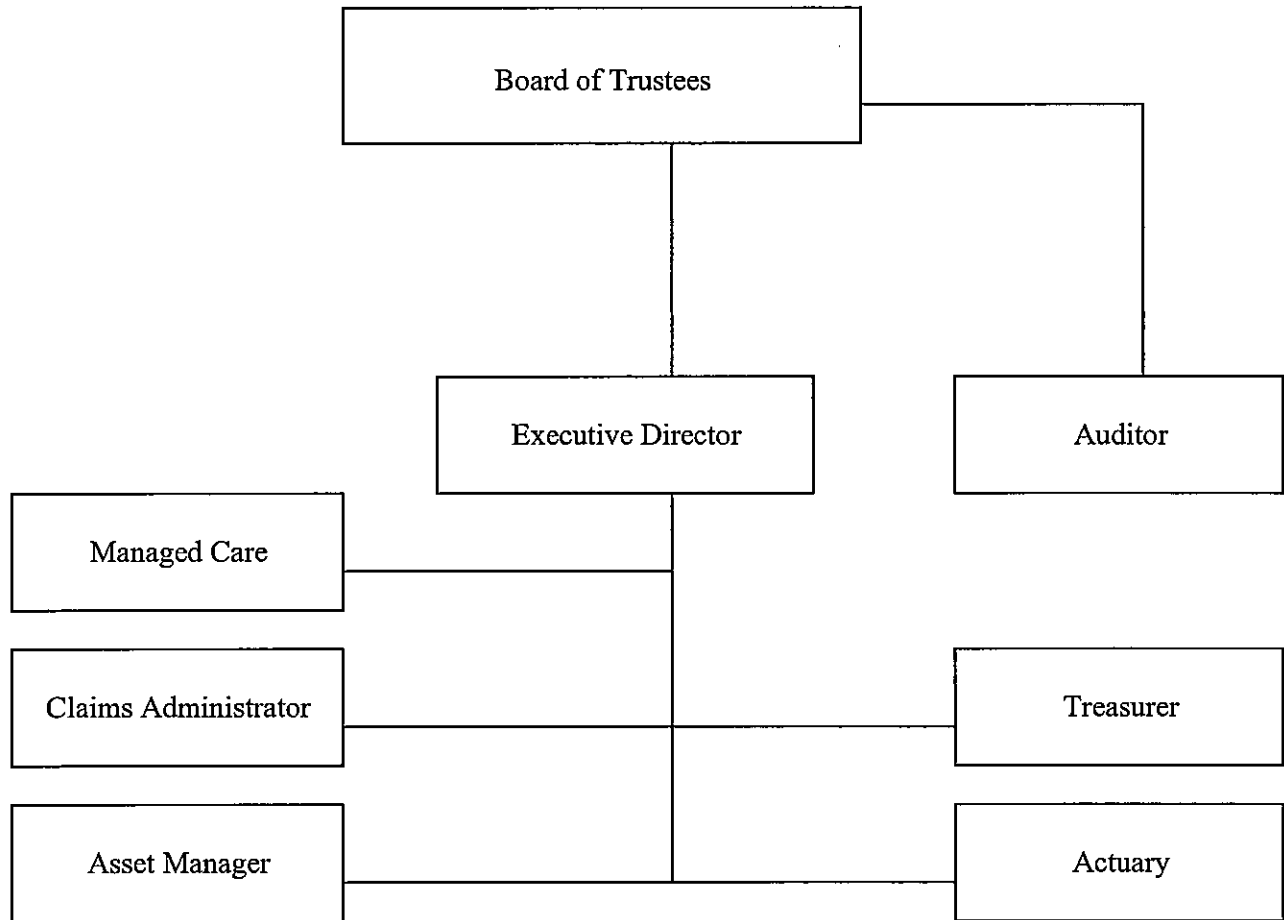 Board of Trustees
Executive Director
Auditor
Managed Care
Claims Administrator
Treasurer
Asset Manager
Actuary